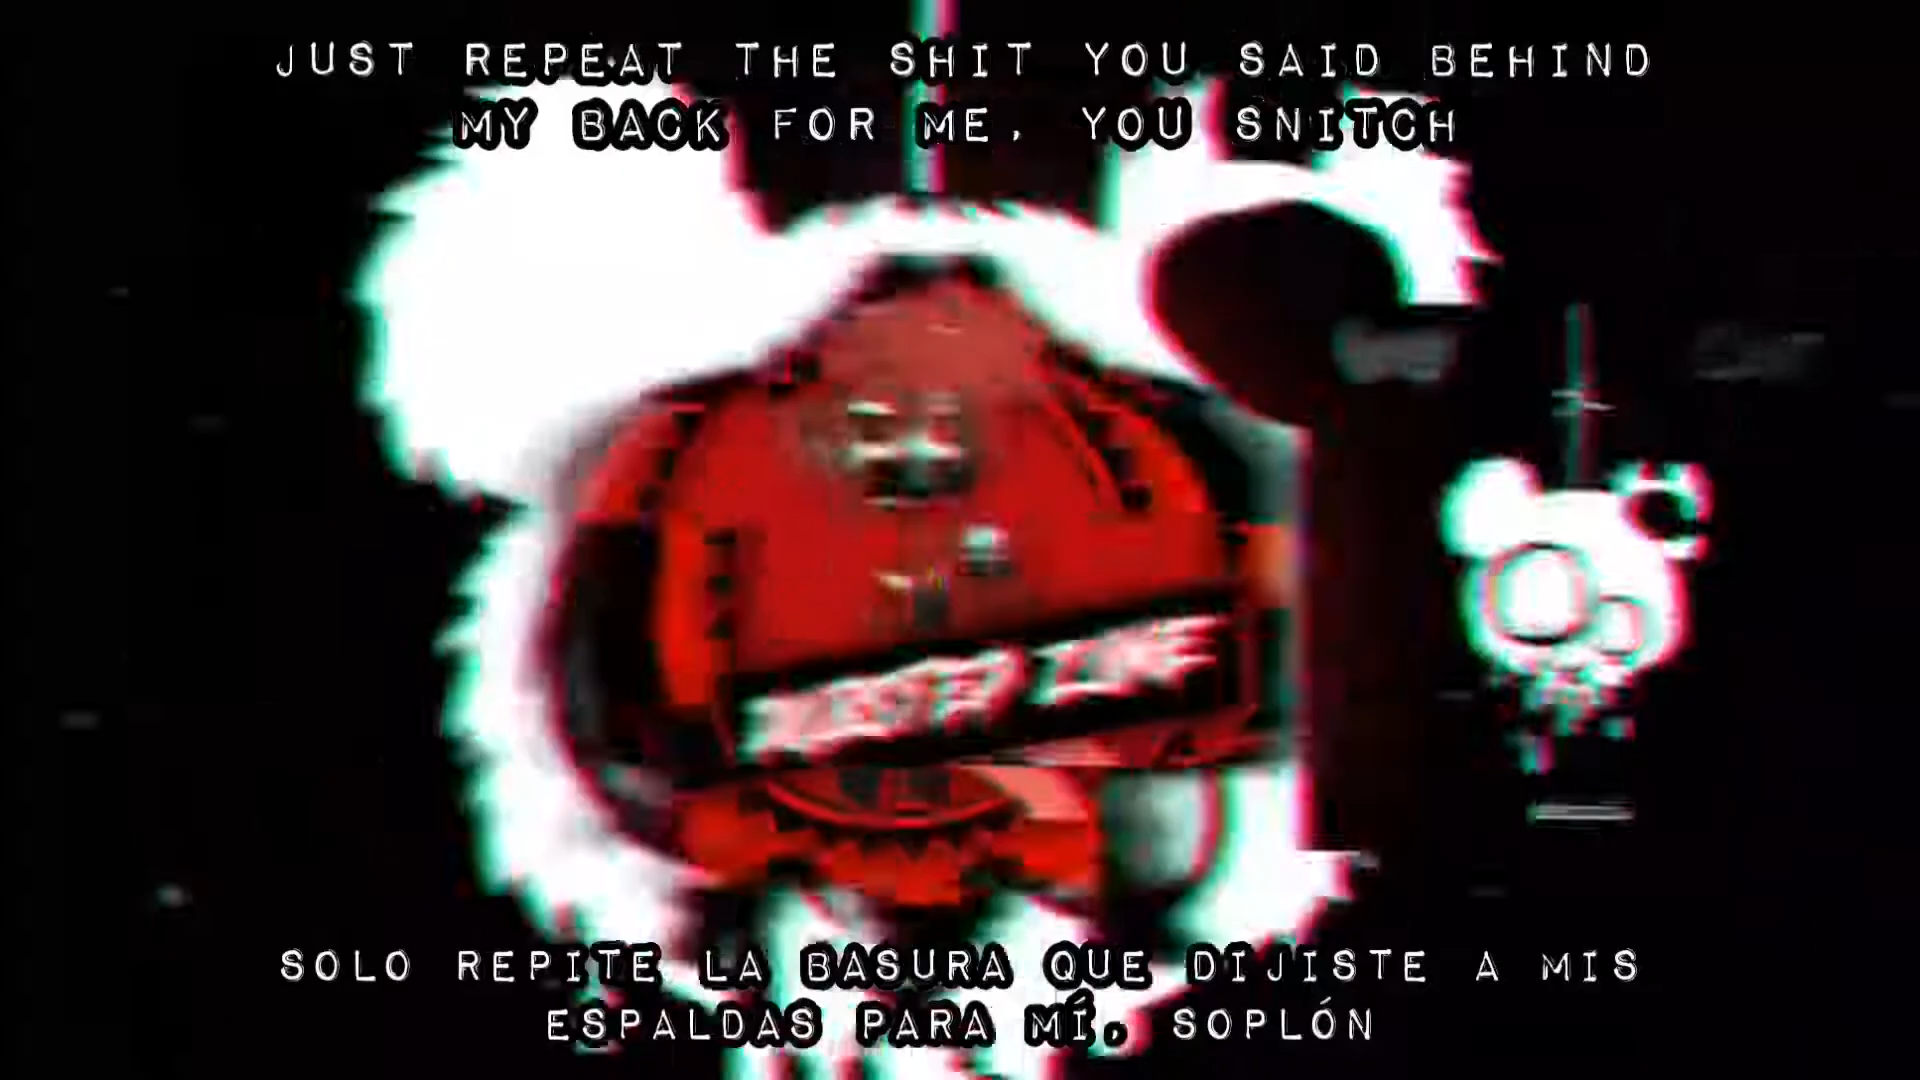 JUST REPEAT THE SHIT YOU SAID BEHIND
MY BACK FOR ME, YOU SNITCH
SOLO REPITE LA BASURA QUE DIJISTE A MIS
ESPALDAS PARA MÍ, SOPLÓN